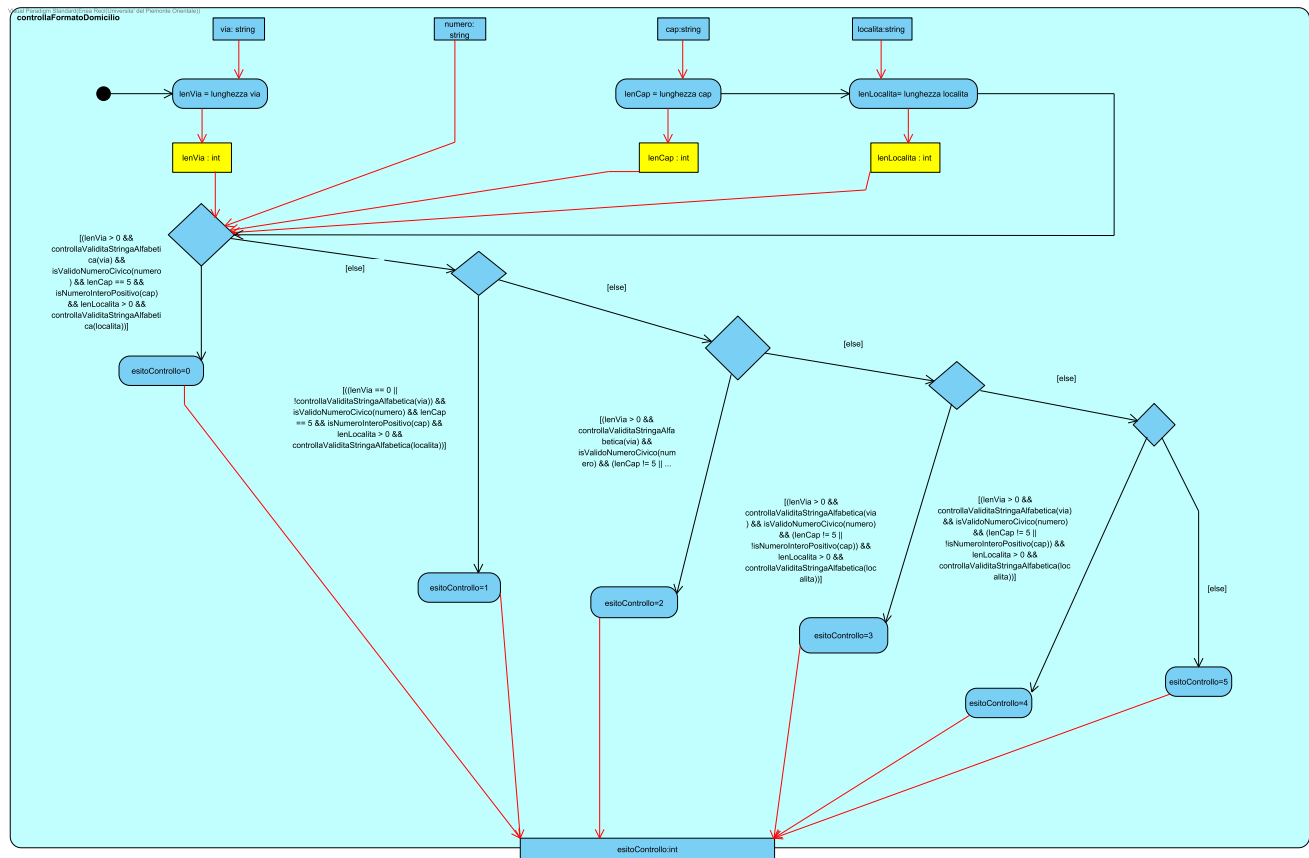 Visual Paradigm Standard(Enea Reci(Universita' del Piemonte Orientale))
controllaFormatoDomicilio
via: string
numero:
string
cap:string
localita:string
lenVia = lunghezza via
lenCap = lunghezza cap
lenLocalita= lunghezza localita
lenVia : int
lenCap : int
lenLocalita : int
[(lenVia > 0 &&
controllaValiditaStringaAlfabeti
ca(via) &&
isValidoNumeroCivico(numero
) && lenCap == 5 &&
isNumeroInteroPositivo(cap)
&& lenLocalita > 0 &&
controllaValiditaStringaAlfabeti
ca(localita))]
[else]
[else]
[else]
[else]
esitoControllo=0
[((lenVia == 0 ||
!controllaValiditaStringaAlfabetica(via)) &&
isValidoNumeroCivico(numero) && lenCap
== 5 && isNumeroInteroPositivo(cap) &&
lenLocalita > 0 &&
controllaValiditaStringaAlfabetica(localita))]
[(lenVia > 0 &&
controllaValiditaStringaAlfa
betica(via) &&
isValidoNumeroCivico(num
ero) && (lenCap != 5 || ...
[(lenVia > 0 &&
controllaValiditaStringaAlfabetica(via
) && isValidoNumeroCivico(numero)
&& (lenCap != 5 ||
!isNumeroInteroPositivo(cap)) &&
lenLocalita > 0 &&
controllaValiditaStringaAlfabetica(loc
alita))]
[(lenVia > 0 &&
controllaValiditaStringaAlfabetica(via)
&& isValidoNumeroCivico(numero)
&& (lenCap != 5 ||
!isNumeroInteroPositivo(cap)) &&
lenLocalita > 0 &&
controllaValiditaStringaAlfabetica(loc
alita))]
[else]
esitoControllo=1
esitoControllo=2
esitoControllo=3
esitoControllo=4
esitoControllo=5
esitoControllo:int